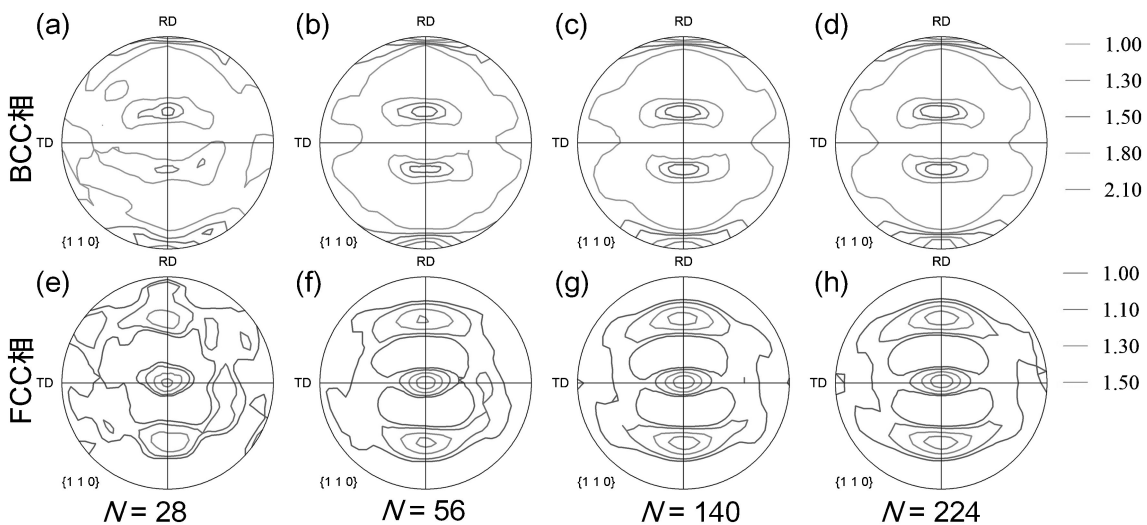 (a) RD (b) RD (c) RD (d) RD
1.00
1.30
1.50
1.80
2.10
BCC相
TD TD TD TD
{1 1 0} {1 1 0} {1 1 0} {1 1 0}
(e) RD (f) RD (g) RD (h) RD
1.00
1.10
1.30
1.50
FCC相
TD TD TD TD
{1 1 0} {1 1 0} {1 1 0} {1 1 0}
N = 28 N = 56 N = 140 N = 224